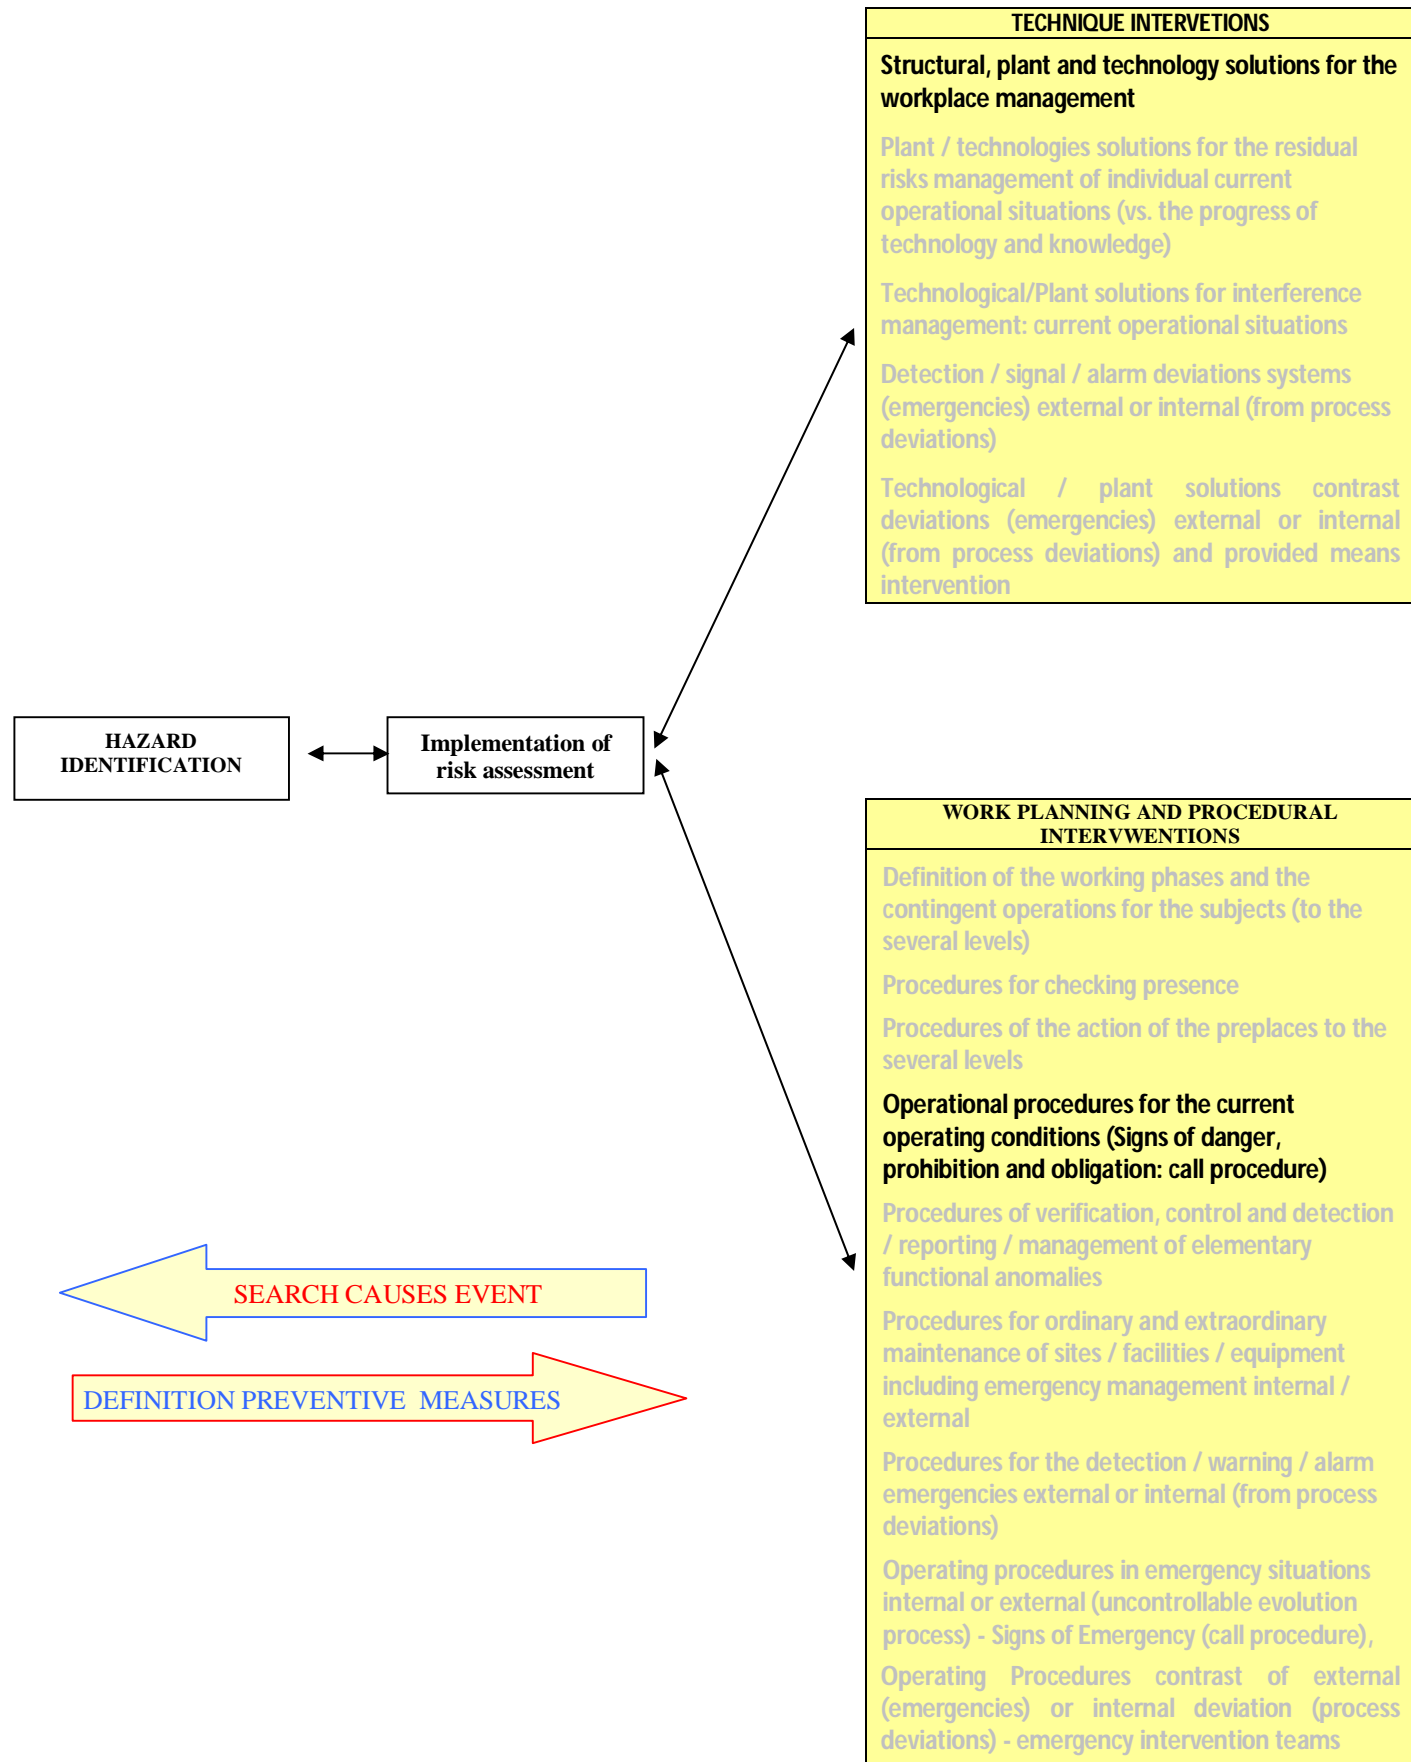 TECHNIQUE INTERVETIONS
Structural, plant and technology solutions for the
workplace management
Plant / technologies solutions for the residual
risks management of individual current
operational situations (vs. the progress of
technology and knowledge)
Technological/Plant solutions for interference
management: current operational situations
Detection / signal / alarm deviations systems
(emergencies) external or internal (from process
deviations)
Technological / plant solutions contrast
deviations (emergencies) external or internal
(from process deviations) and provided means
intervention
HAZARD
IDENTIFICATION
Implementation of
risk assessment
WORK PLANNING AND PROCEDURAL
INTERVWENTIONS
Definition of the working phases and the
contingent operations for the subjects (to the
several levels)
Procedures for checking presence
Procedures of the action of the preplaces to the
several levels
Operational procedures for the current
operating conditions (Signs of danger,
prohibition and obligation: call procedure)
Procedures of verification, control and detection
/ reporting / management of elementary
functional anomalies
Procedures for ordinary and extraordinary
maintenance of sites / facilities / equipment
including emergency management internal /
external
Procedures for the detection / warning / alarm
emergencies external or internal (from process
deviations)
Operating procedures in emergency situations
internal or external (uncontrollable evolution
process) - Signs of Emergency (call procedure),
Operating Procedures contrast of external
(emergencies) or internal deviation (process
deviations) - emergency intervention teams
SEARCH CAUSES EVENT
DEFINITION PREVENTIVE MEASURES